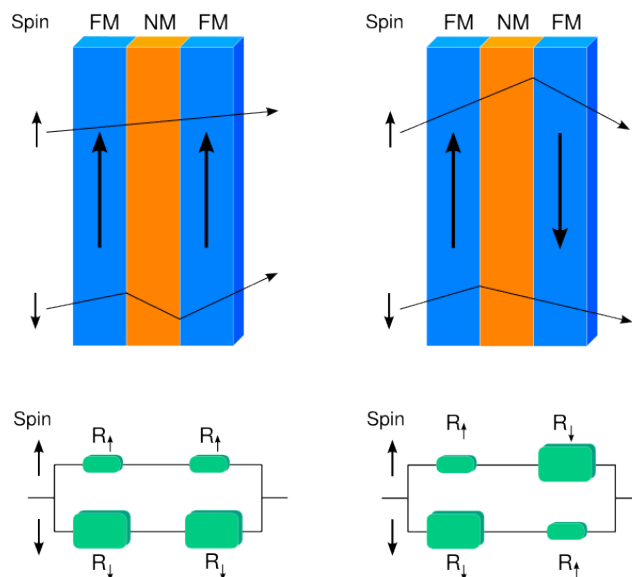 Spin FM NM FM
FM NM FM
Spin
Spin
R↑ R↑
R↓ R↓
Spin
R↑ R↓
R↓ R↑